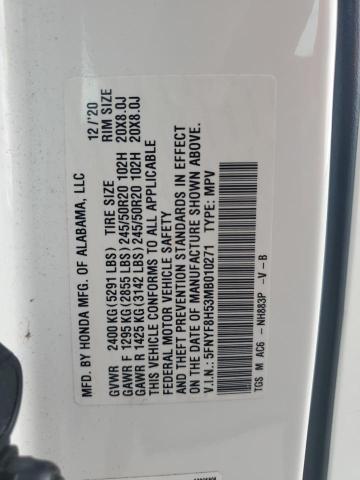 MFD. BY HONDA MFG. OF ALABAMA, LLC 12/'20
GVWR 2400 KG(5291 LBS) TIRE SIZE RIM SIZE
GAWR F 1295 KG(2855 LBS) 245/50R20 102H 20X8.0J
GAWR R 1425 KG(3142 LBS) 245/50R20 102H 20X8.0J
THIS VEHICLE CONFORMS TO ALL APPLICABLE
FEDERAL MOTOR VEHICLE SAFETY
AND THEFT PREVENTION STANDARDS IN EFFECT
ON THE DATE OF MANUFACTURE SHOWN ABOVE.
V.I.N.: 5FNYF8H53MB010271 TYPE: MPV
TGS M AC6 -NH883P -V -B